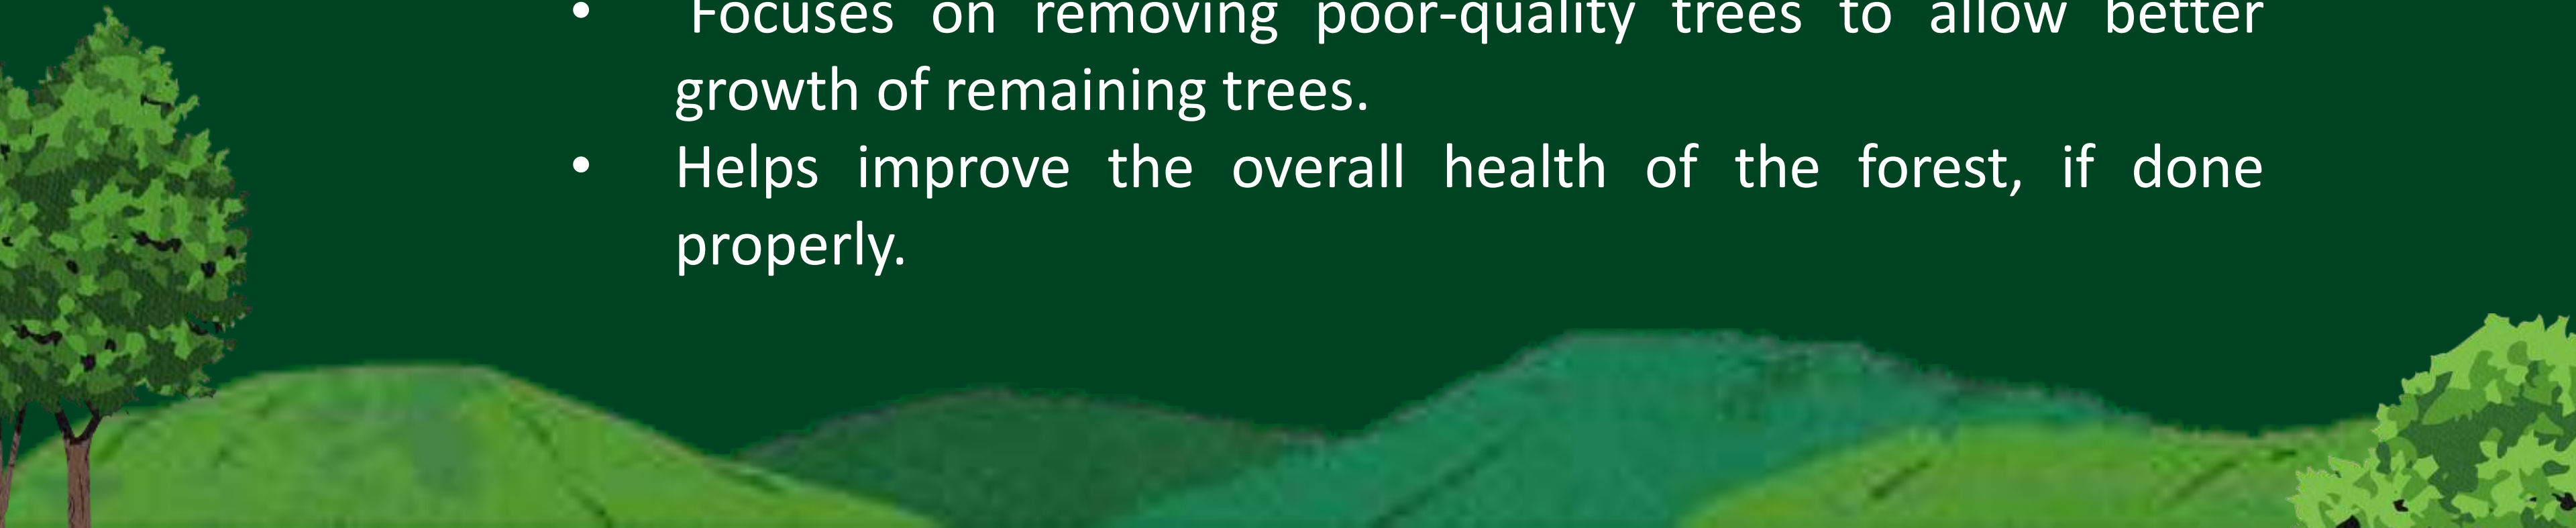 • Focuses on removing poor-quality trees to allow better
growth of remaining trees.
• Helps improve the overall health of the forest, if done
properly.